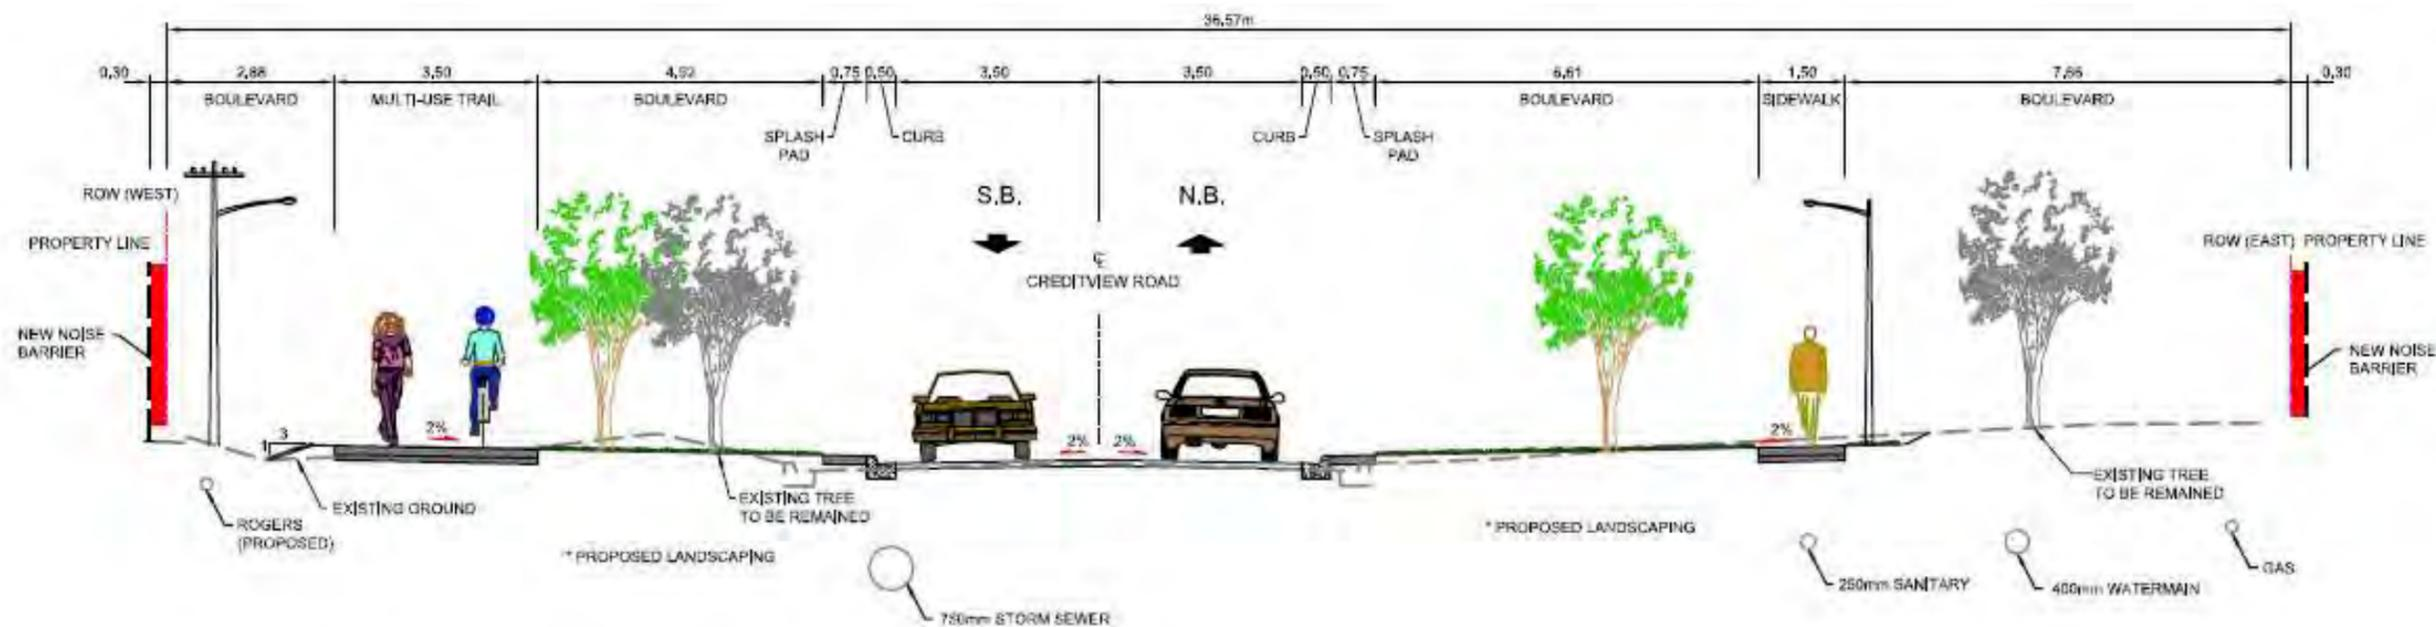 36.57m
0.30 2.88 3.50 4.92 0.75 0.50 3.50 3.50 0.50 0.75 6.61 1.50 7.66 0.30
BOULEVARD MULTI-USE TRAIL BOULEVARD BOULEVARD SIDEWALK BOULEVARD
SPLASH
PAD
CURB
CURB
SPLASH
PAD
ROW (WEST)
PROPERTY LINE
S.B.
N.B.
CREDITVIEW ROAD
ROW (EAST) PROPERTY LINE
NEW NOISE
BARRIER
NEW NOISE
BARRIER
1 3
2%
2% 2%
2%
EXISTING GROUND
ROGERS
(PROPOSED)
EXISTING TREE
TO BE REMAINED
* PROPOSED LANDSCAPING
750mm STORM SEWER
* PROPOSED LANDSCAPING
EXISTING TREE
TO BE REMAINED
250mm SANITARY
400mm WATERMAIN
GAS